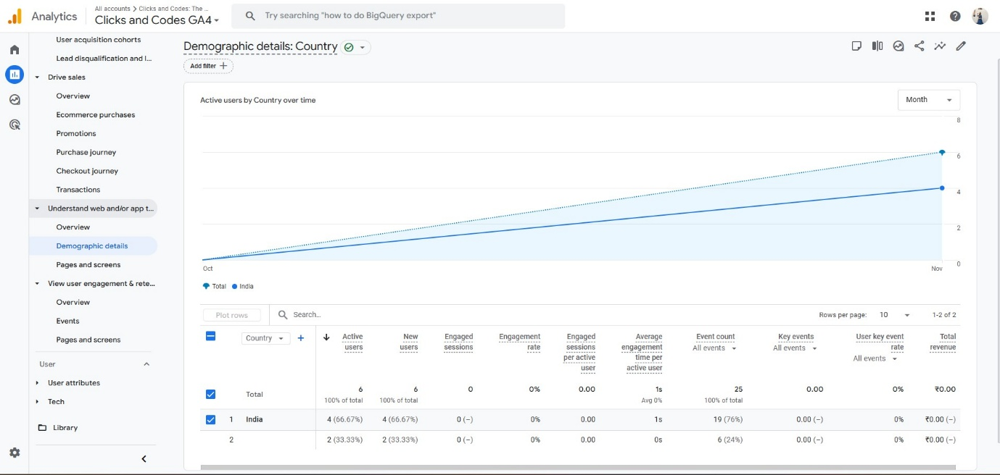 Analytics
All accounts > Clicks and Codes: The ...
Clicks and Codes GA4
Try searching "how to do BigQuery export"
User acquisition cohorts
Lead disqualification and l...
Drive sales
Overview
Ecommerce purchases
Promotions
Purchase journey
Checkout journey
Transactions
Understand web and/or app t...
Overview
Demographic details
Pages and screens
View user engagement & rete...
Overview
Events
Pages and screens
User
User attributes
Tech
Library
Demographic details: Country
Add filter +
Active users by Country over time
Month
8
6
4
2
0
Oct
Nov
Total India
Plot rows
Search...
Rows per page: 10
1-2 of 2
Country +
Active users
New users
Engaged sessions
Engagement rate
Engaged sessions per active user
Average engagement time per active user
Event count
All events
Key events
All events
User key event rate
All events
Total revenue
Total 6 6 0 0% 0.00 1s 25 0.00 0% ₹0.00
100% of total 100% of total Avg 0% 100% of total
1 India 4 (66.67%) 4 (66.67%) 0 (–) 0% 0.00 1s 19 (76%) 0.00 (–) 0% ₹0.00 (–)
2 2 (33.33%) 2 (33.33%) 0 (–) 0% 0.00 0s 6 (24%) 0.00 (–) 0% ₹0.00 (–)